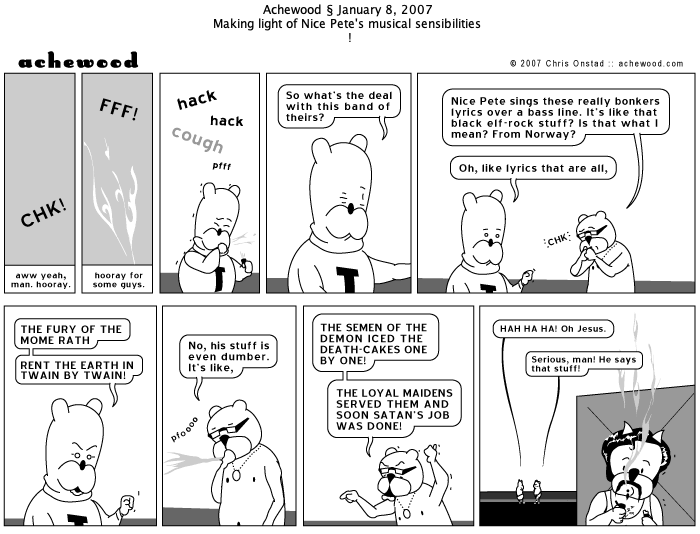 Achewood § January 8, 2007
Making light of Nice Pete's musical sensibilities
!
achewood
© 2007 Chris Onstad :: achewood.com
CHK!
aww yeah,
man. hooray.
FFF!
hooray for
some guys.
hack
hack
cough
pfff
T
So what's the deal
with this band of
theirs?
T
Nice Pete sings these really bonkers
lyrics over a bass line. It's like that
black elf-rock stuff? Is that what I
mean? From Norway?
Oh, like lyrics that are all,
CHK
T
THE FURY OF THE
MOME RATH
RENT THE EARTH IN
TWAIN BY TWAIN!
T
No, his stuff is
even dumber.
It's like,
pfoooo
THE SEMEN OF THE
DEMON ICED THE
DEATH-CAKES ONE
BY ONE!
THE LOYAL MAIDENS
SERVED THEM AND
SOON SATAN'S JOB
WAS DONE!
HAH HA HA! Oh Jesus.
Serious, man! He says
that stuff!